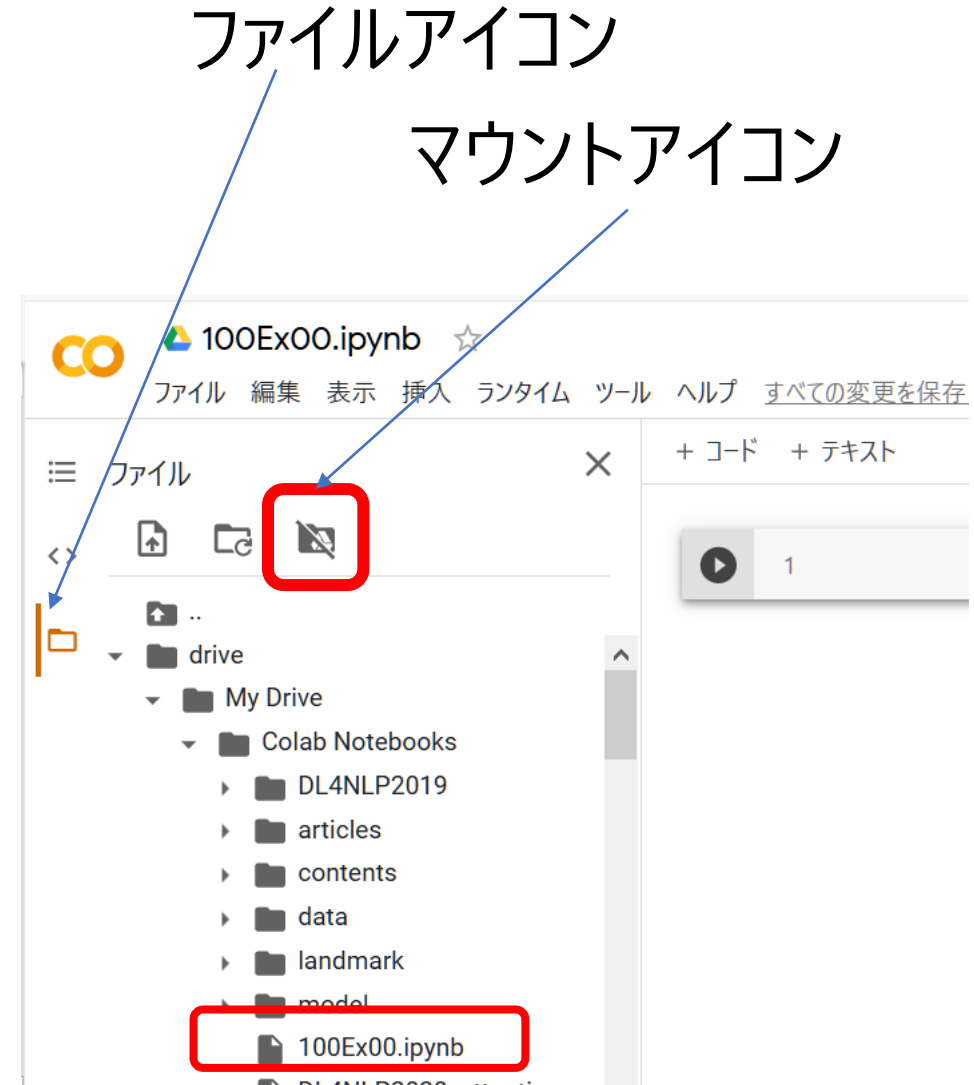 ファイルアイコン
マウントアイコン
100Ex00.ipynb
ファイル 編集 表示 挿入 ランタイム ツール ヘルプ すべての変更を保存
ファイル
+ コード + テキスト
1
..
drive
My Drive
Colab Notebooks
DL4NLP2019
articles
contents
data
landmark
model
100Ex00.ipynb